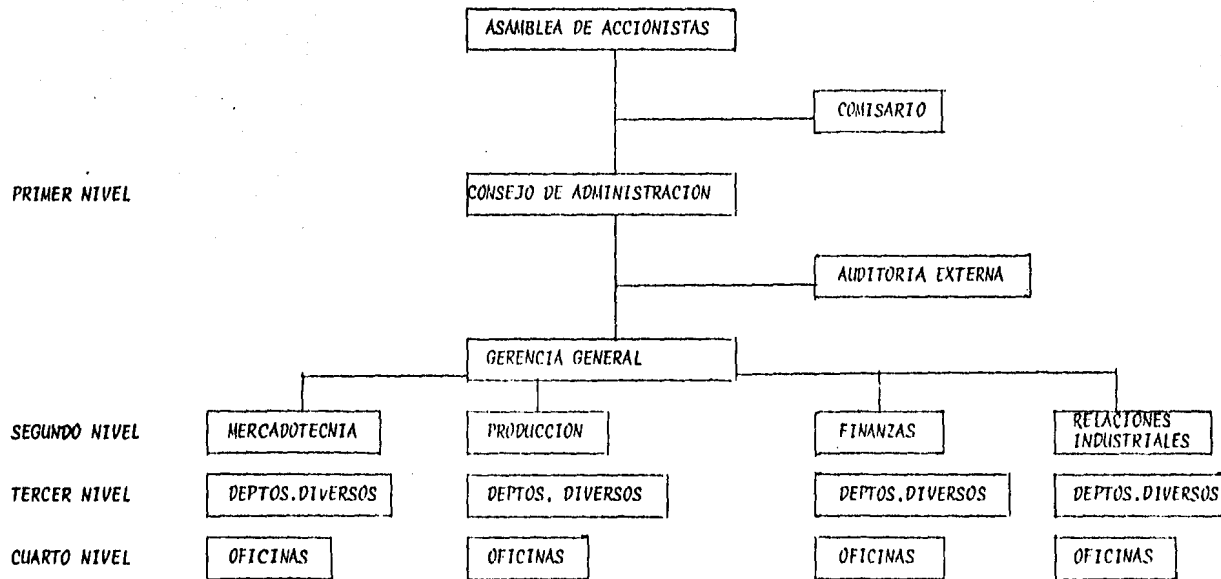 ASAMBLEA DE ACCIONISTAS
COMISARIO
PRIMER NIVEL
CONSEJO DE ADMINISTRACION
AUDITORIA EXTERNA
GERENCIA GENERAL
SEGUNDO NIVEL
MERCADOTECNIA
PRODUCCION
FINANZAS
RELACIONES
INDUSTRIALES
TERCER NIVEL
DEPTOS.DIVERSOS
DEPTOS. DIVERSOS
DEPTOS.DIVERSOS
DEPTOS.DIVERSOS
CUARTO NIVEL
OFICINAS
OFICINAS
OFICINAS
OFICINAS